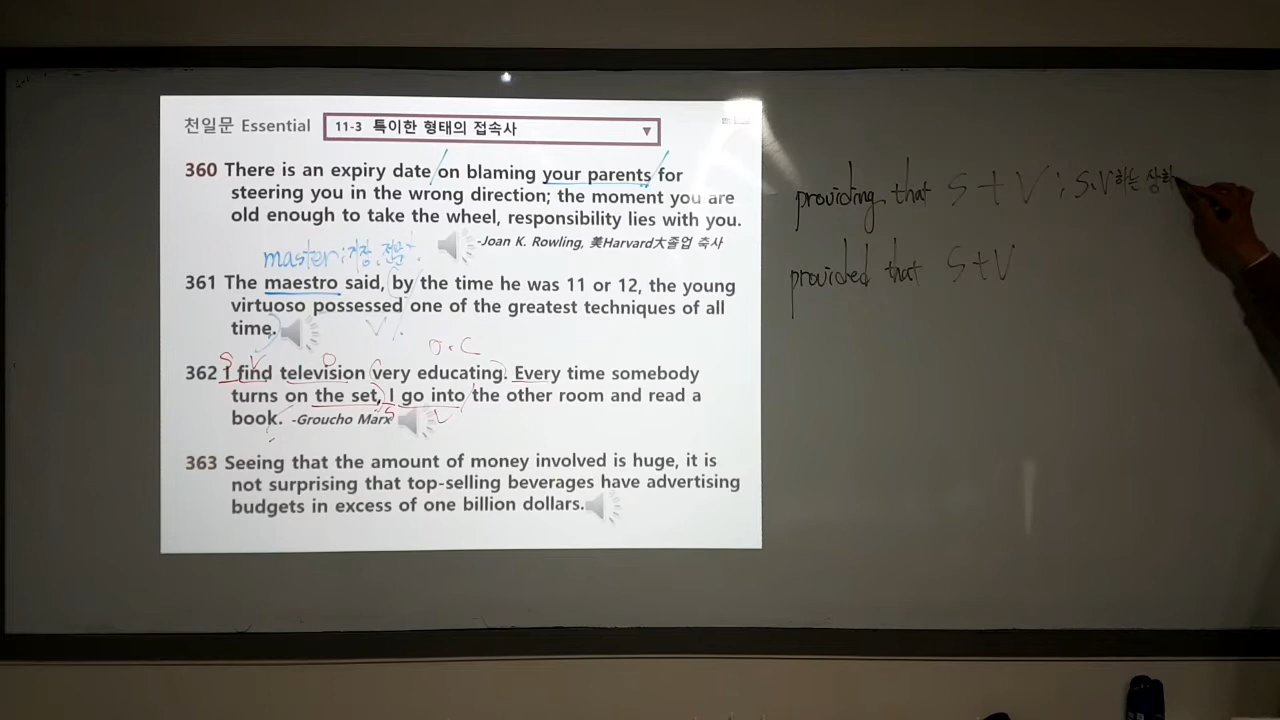 천일문 Essential 11-3 특이한 형태의 접속사 ▼
360 There is an expiry date on blaming your parents for
steering you in the wrong direction; the moment you are
old enough to take the wheel, responsibility lies with you.
-Joan K. Rowling, 美Harvard大졸업 축사
master; 거장, 전문
361 The maestro said, by the time he was 11 or 12, the young
virtuoso possessed one of the greatest techniques of all
time.
V
O.C
S V O
362 I find television very educating. Every time somebody
turns on the set, I go into the other room and read a
S V
book. -Groucho Marx
363 Seeing that the amount of money involved is huge, it is
not surprising that top-selling beverages have advertising
budgets in excess of one billion dollars.
providing that S + V ; S.V하는 상황
provided that S + V